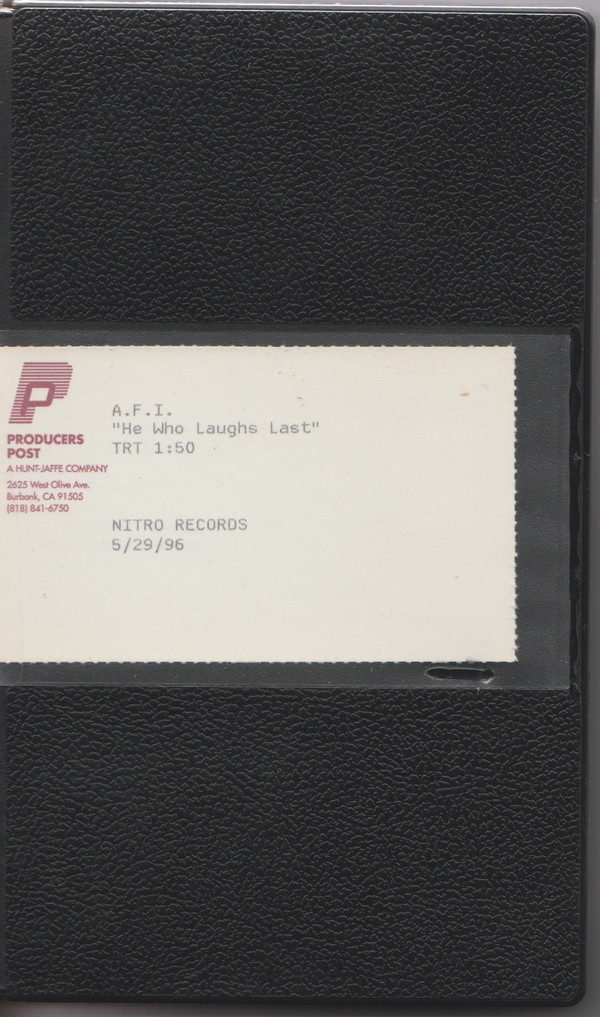 P
PRODUCERS
POST
A HUNT-JAFFE COMPANY
2625 West Olive Ave.
Burbank, CA 91505
(818) 841-6750
A.F.I.
"He Who Laughs Last"
TRT 1:50
NITRO RECORDS
5/29/96